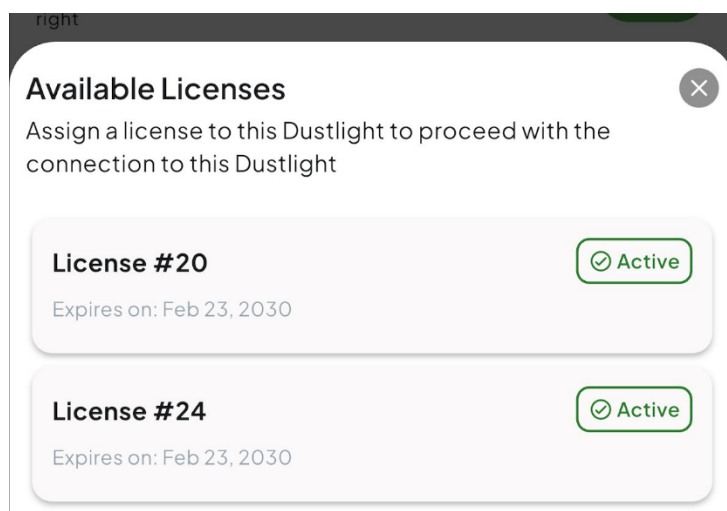 right
Available Licenses
Assign a license to this Dustlight to proceed with the
connection to this Dustlight
License #20
Active
Expires on: Feb 23, 2030
License #24
Active
Expires on: Feb 23, 2030